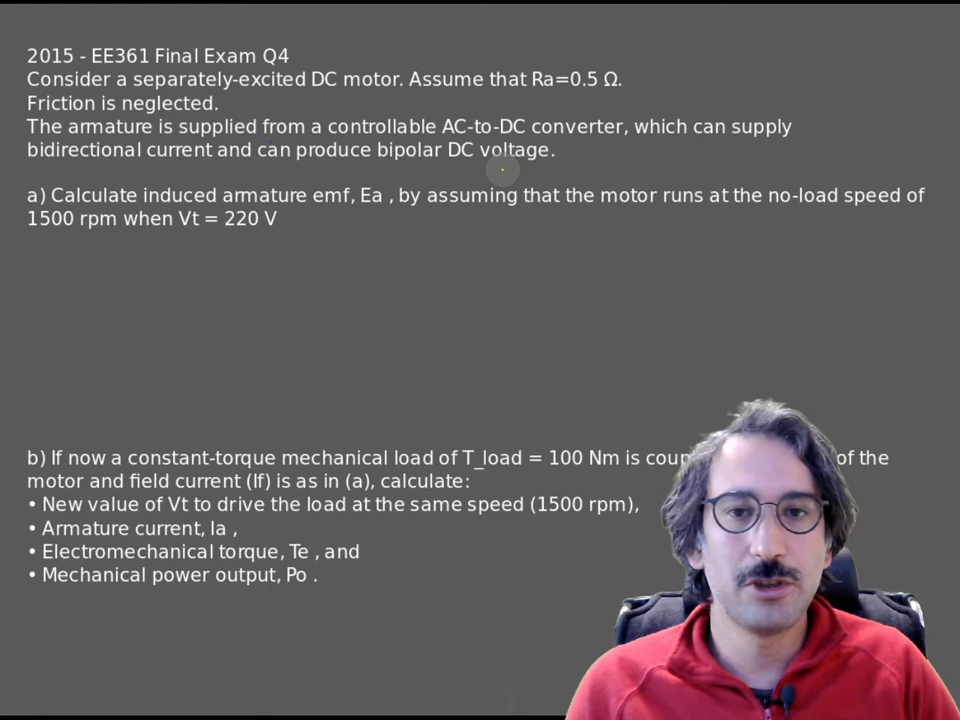 2015 - EE361 Final Exam Q4
Consider a separately-excited DC motor. Assume that Ra=0.5 Ω.
Friction is neglected.
The armature is supplied from a controllable AC-to-DC converter, which can supply
bidirectional current and can produce bipolar DC voltage.
a) Calculate induced armature emf, Ea , by assuming that the motor runs at the no-load speed of
1500 rpm when Vt = 220 V
b) If now a constant-torque mechanical load of T_load = 100 Nm is of the
motor and field current (If) is as in (a), calculate:
• New value of Vt to drive the load at the same speed (1500 rpm),
• Armature current, Ia ,
• Electromechanical torque, Te , and
• Mechanical power output, Po .